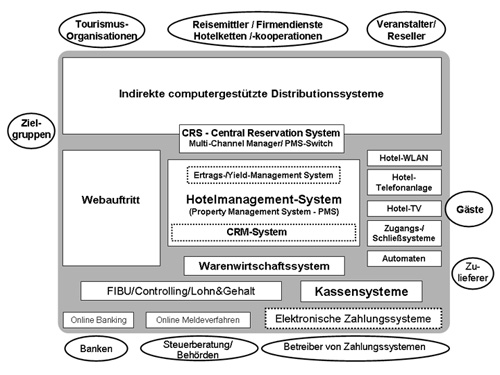 Tourismus-
Organisationen
Reisemittler / Firmendienste
Hotelketten /-kooperationen
Veranstalter/
Reseller
Indirekte computergestützte Distributionssysteme
Ziel-
gruppen
CRS - Central Reservation System
Multi-Channel Manager/ PMS-Switch
Webauftritt
Ertrags-/Yield-Management System
Hotelmanagement-System
(Property Management System - PMS)
CRM-System
Hotel-WLAN
Hotel-
Telefonanlage
Hotel-TV
Zugangs-/
Schließsysteme
Automaten
Gäste
Zu-
lieferer
Warenwirtschaftssystem
FIBU/Controlling/Lohn&Gehalt
Kassensysteme
Online Banking
Online Meldeverfahren
Elektronische Zahlungssysteme
Banken
Steuerberatung/
Behörden
Betreiber von Zahlungssystemen